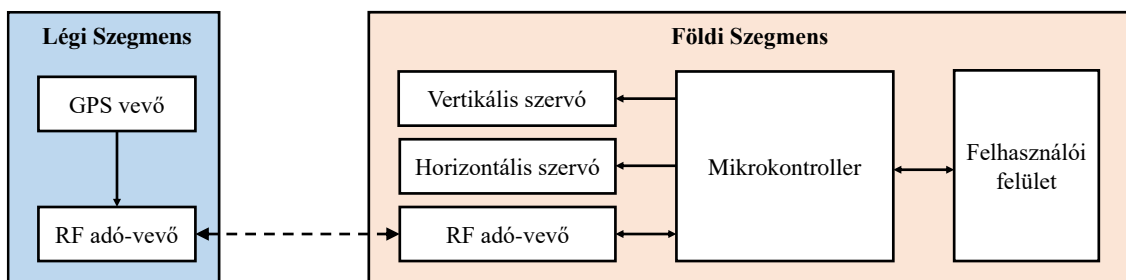 Légi Szegmens
GPS vevő
RF adó-vevő
Földi Szegmens
Vertikális szervó
Horizontális szervó
RF adó-vevő
Mikrokontroller
Felhasználói
felület